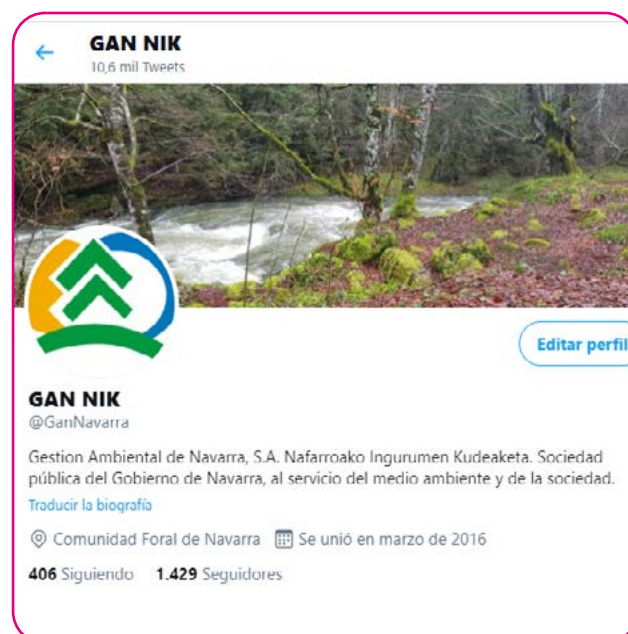 GAN NIK
10,6 mil Tweets
Editar perfil
GAN NIK
@GanNavarra
Gestion Ambiental de Navarra, S.A. Nafarroako Ingurumen Kudeaketa. Sociedad
pública del Gobierno de Navarra, al servicio del medio ambiente y de la sociedad.
Traducir la biografía
Comunidad Foral de Navarra Se unió en marzo de 2016
406 Siguiendo 1.429 Seguidores